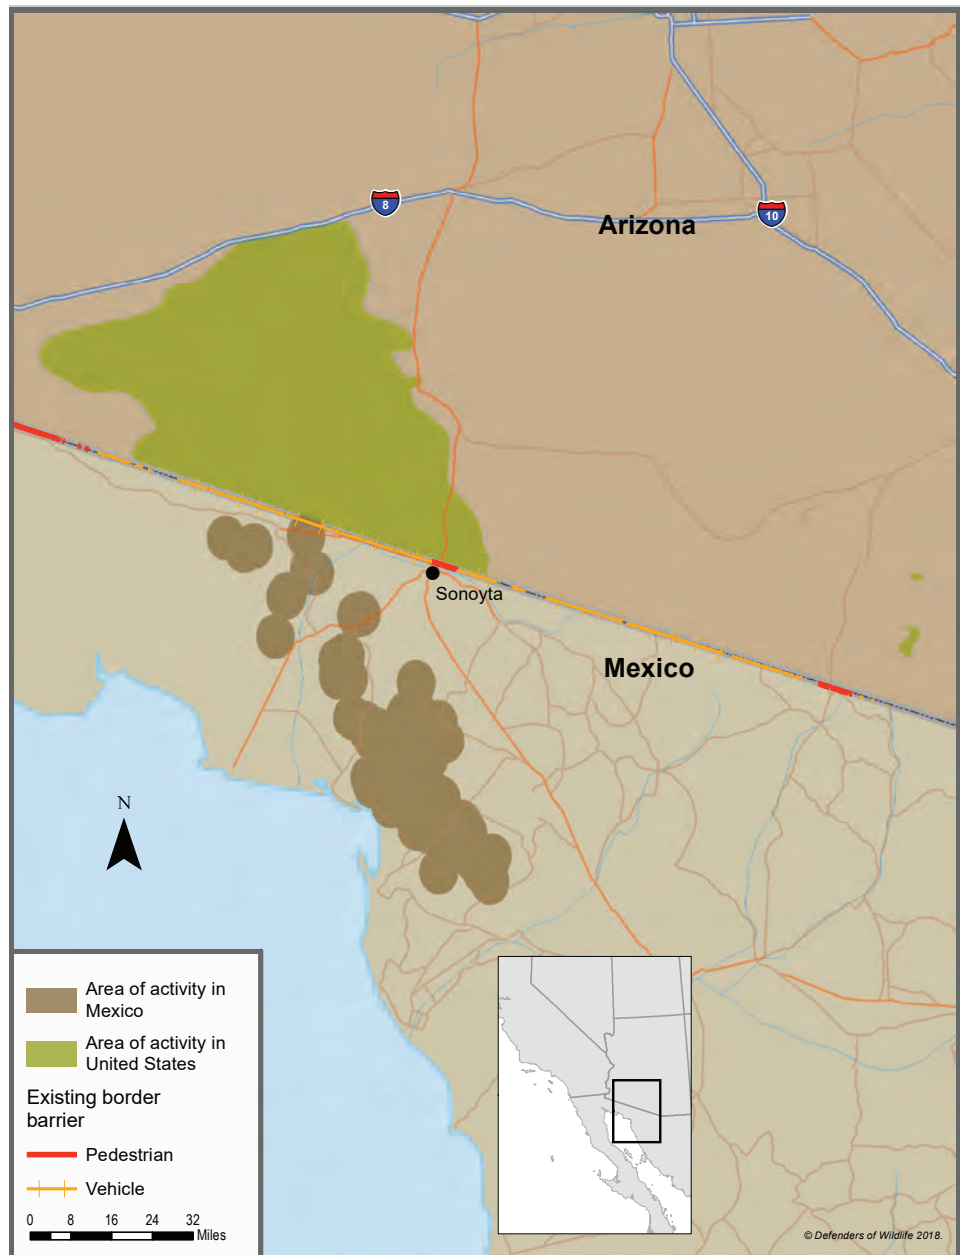 8
10
Arizona
Sonoyta
Mexico
N
Area of activity in
Mexico
Area of activity in
United States
Existing border
barrier
Pedestrian
Vehicle
0 8 16 24 32
Miles
© Defenders of Wildlife 2018.